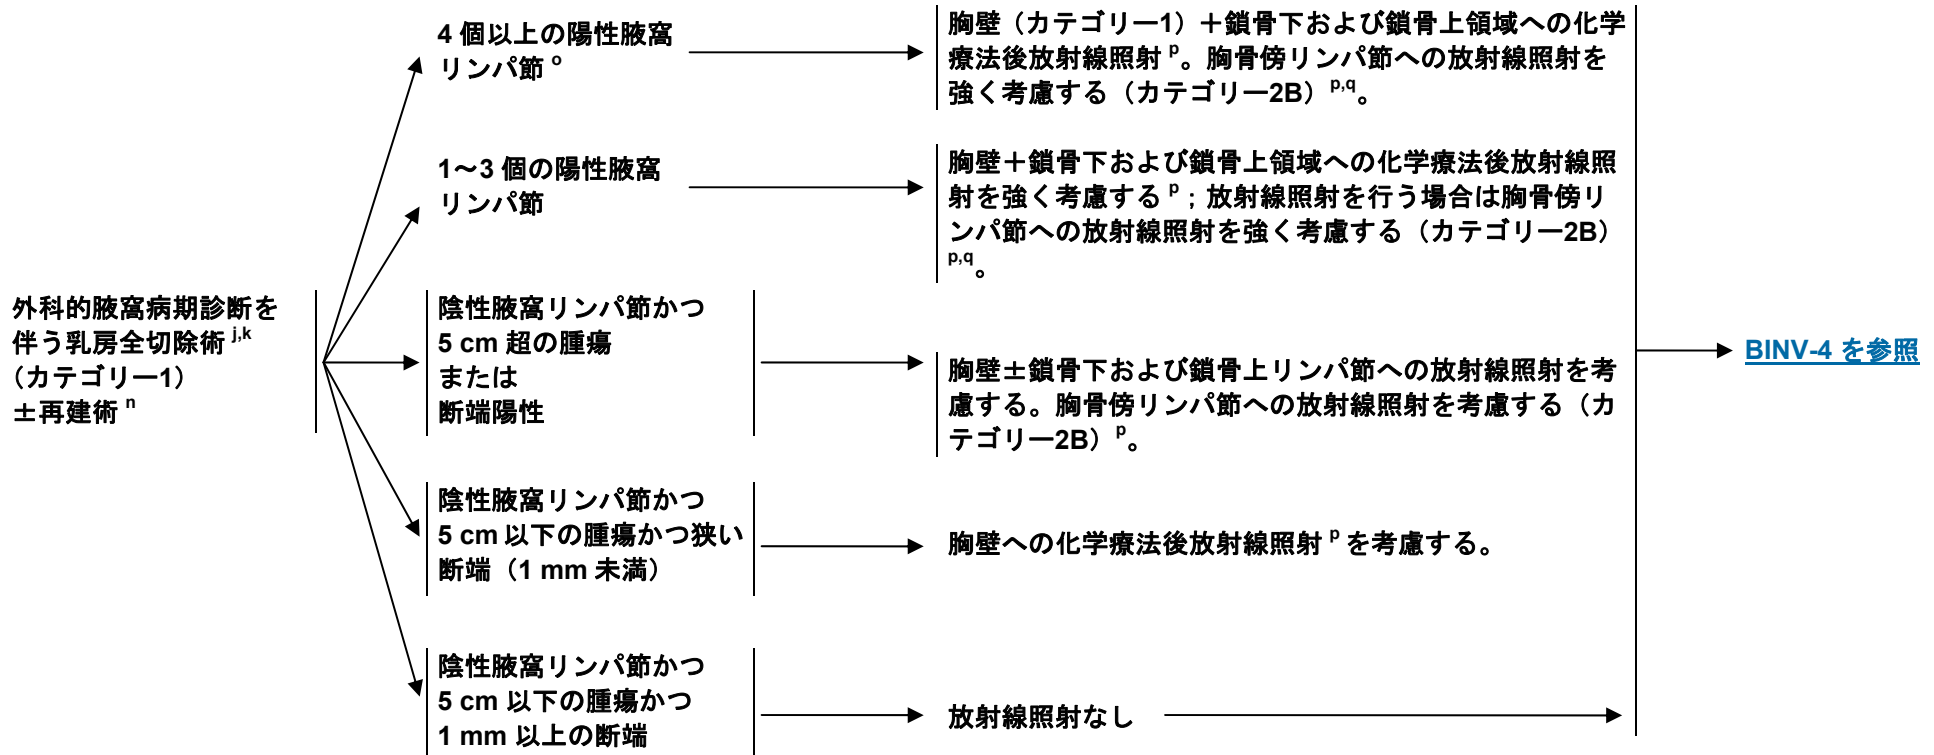 4 個以上の陽性腋窩
リンパ節 o
胸壁（カテゴリー1）＋鎖骨下および鎖骨上領域への化学
療法後放射線照射 p。胸骨傍リンパ節への放射線照射を
強く考慮する（カテゴリー2B）p,q。
1～3 個の陽性腋窩
リンパ節
胸壁＋鎖骨下および鎖骨上領域への化学療法後放射線照
射を強く考慮する p；放射線照射を行う場合は胸骨傍リ
ンパ節への放射線照射を強く考慮する（カテゴリー2B）
p,q。
外科的腋窩病期診断を
伴う乳房全切除術 j,k
（カテゴリー1）
±再建術 n
陰性腋窩リンパ節かつ
5 cm 超の腫瘍
または
断端陽性
胸壁±鎖骨下および鎖骨上リンパ節への放射線照射を考
慮する。胸骨傍リンパ節への放射線照射を考慮する（カ
テゴリー2B）p。
BINV-4 を参照
陰性腋窩リンパ節かつ
5 cm 以下の腫瘍かつ狭い
断端（1 mm 未満）
胸壁への化学療法後放射線照射 p を考慮する。
陰性腋窩リンパ節かつ
5 cm 以下の腫瘍かつ
1 mm 以上の断端
放射線照射なし